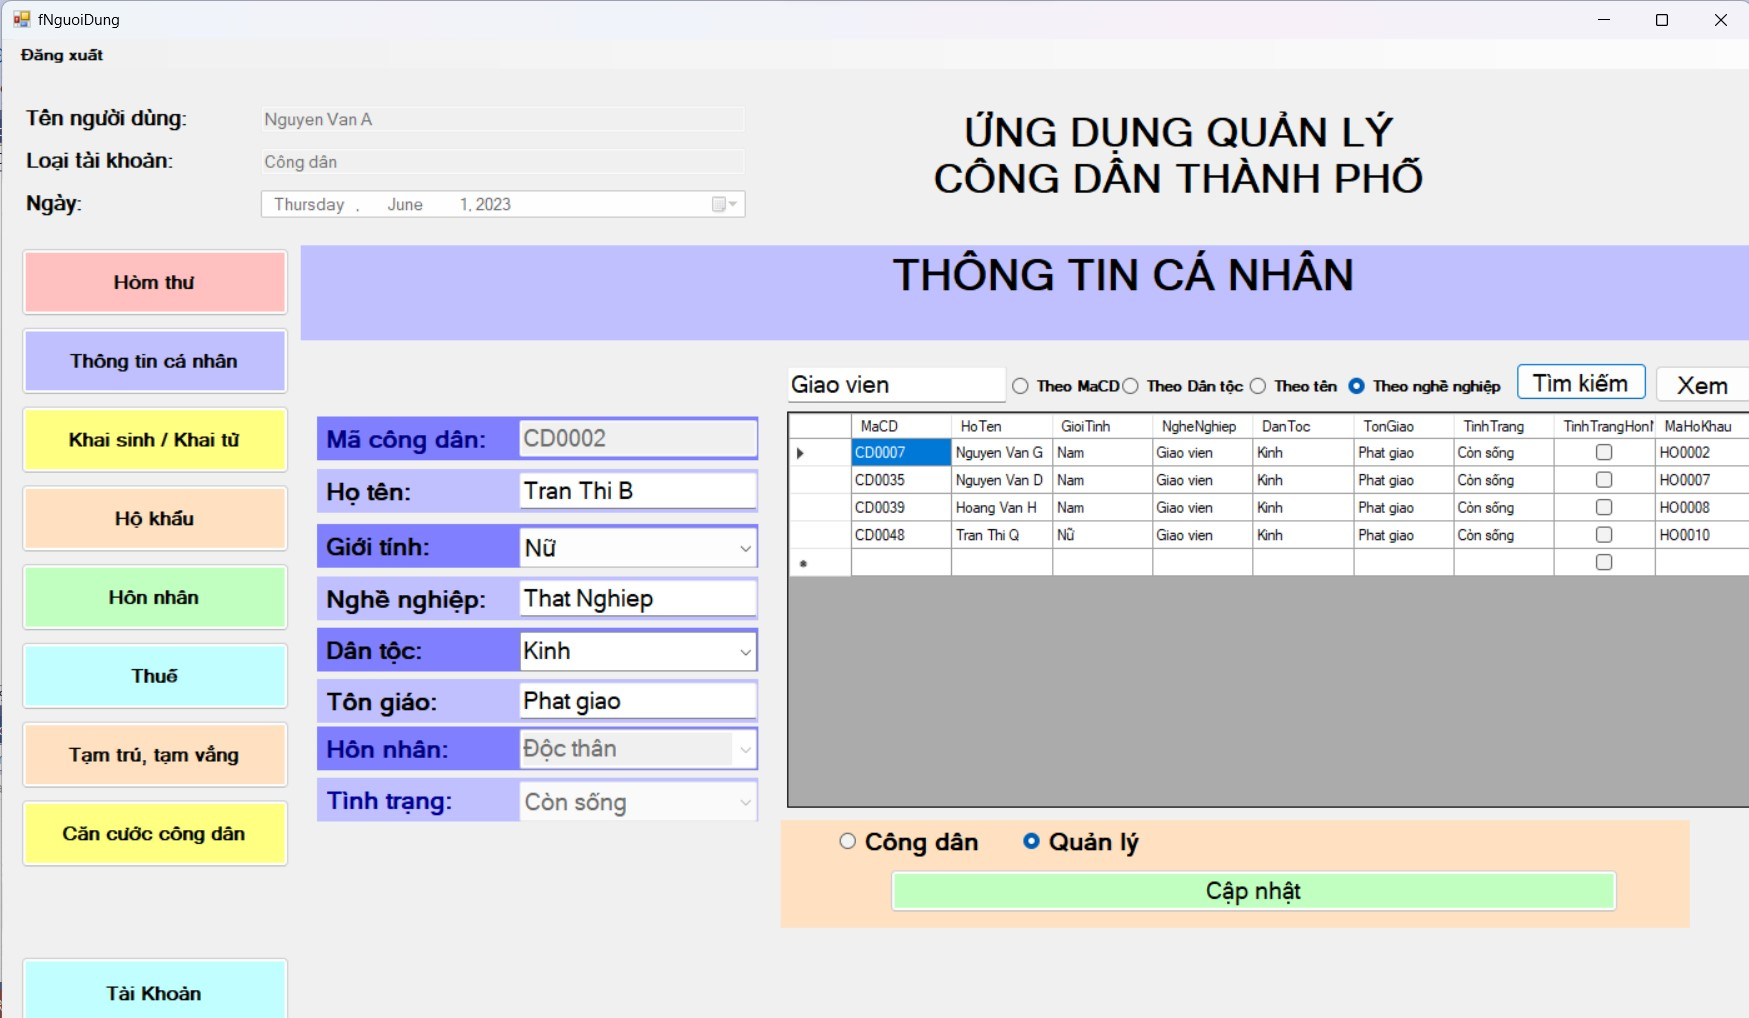 fNguoiDung
Đăng xuất
Tên người dùng: Nguyen Van A
Loại tài khoản: Công dân
Ngày: Thursday , June 1, 2023
ỨNG DỤNG QUẢN LÝ
CÔNG DÂN THÀNH PHỐ
THÔNG TIN CÁ NHÂN
Hòm thư
Thông tin cá nhân
Khai sinh / Khai tử
Hộ khẩu
Hôn nhân
Thuế
Tạm trú, tạm vắng
Căn cước công dân
Tài Khoản
Mã công dân: CD0002
Họ tên: Tran Thi B
Giới tính: Nữ
Nghề nghiệp: That Nghiep
Dân tộc: Kinh
Tôn giáo: Phat giao
Hôn nhân: Độc thân
Tình trạng: Còn sống
Giao vien Theo MaCD Theo Dân tộc Theo tên Theo nghề nghiệp Tìm kiếm Xem
MaCD HoTen GioiTinh NgheNghiep DanToc TonGiao TinhTrang TinhTrangHonN MaHoKhau
CD0007 Nguyen Van G Nam Giao vien Kinh Phat giao Còn sống HO0002
CD0035 Nguyen Van D Nam Giao vien Kinh Phat giao Còn sống HO0007
CD0039 Hoang Van H Nam Giao vien Kinh Phat giao Còn sống HO0008
CD0048 Tran Thi Q Nữ Giao vien Kinh Phat giao Còn sống HO0010
Công dân Quản lý
Cập nhật